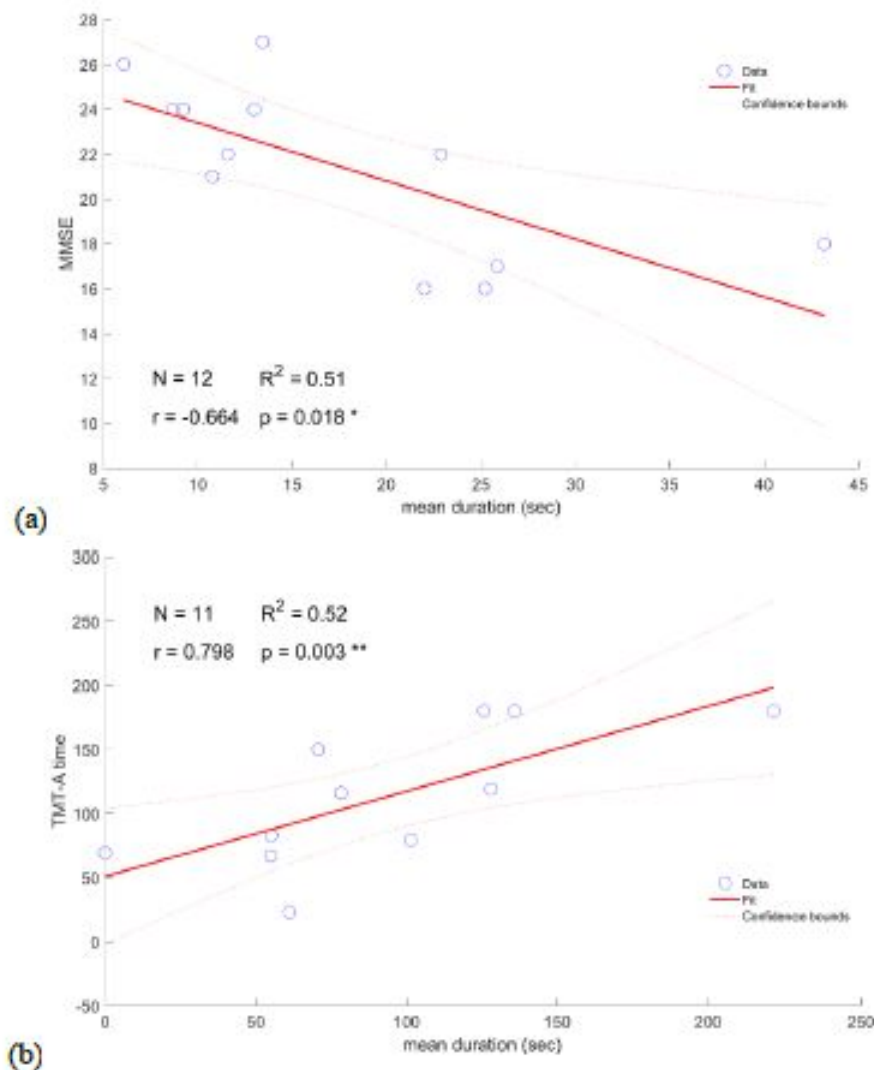 28
26
24
22
20
18
16
14
12
10
8
MMSE
Data
Fit
Confidence bounds
N = 12 R² = 0.51
r = -0.664 p = 0.018 *
5 10 15 20 25 30 35 40 45
mean duration (sec)
(a)
300
250
200
150
100
50
0
-50
TMT-A time
N = 11 R² = 0.52
r = 0.798 p = 0.003 **
Data
Fit
Confidence bounds
0 50 100 150 200 250
mean duration (sec)
(b)